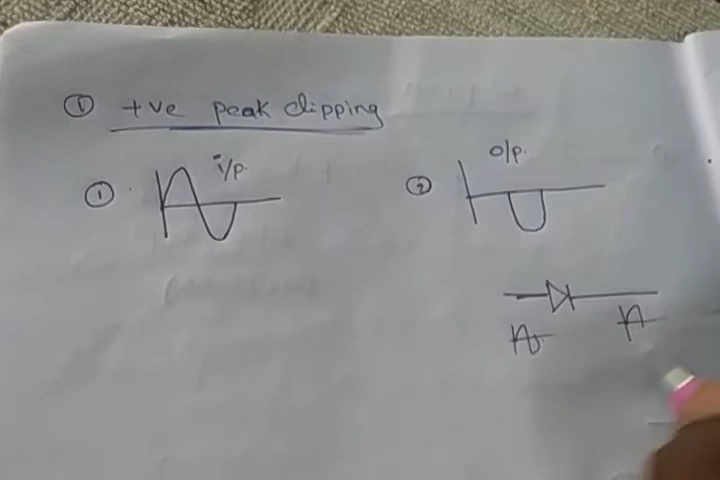 ① +ve peak clipping
① i/p.
② o/p.